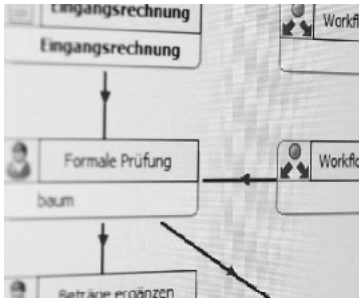 Eingangsrechnung
Workfl
Eingangsrechnung
Formale Prüfung
Workflo
baum
Beträge ergänzen